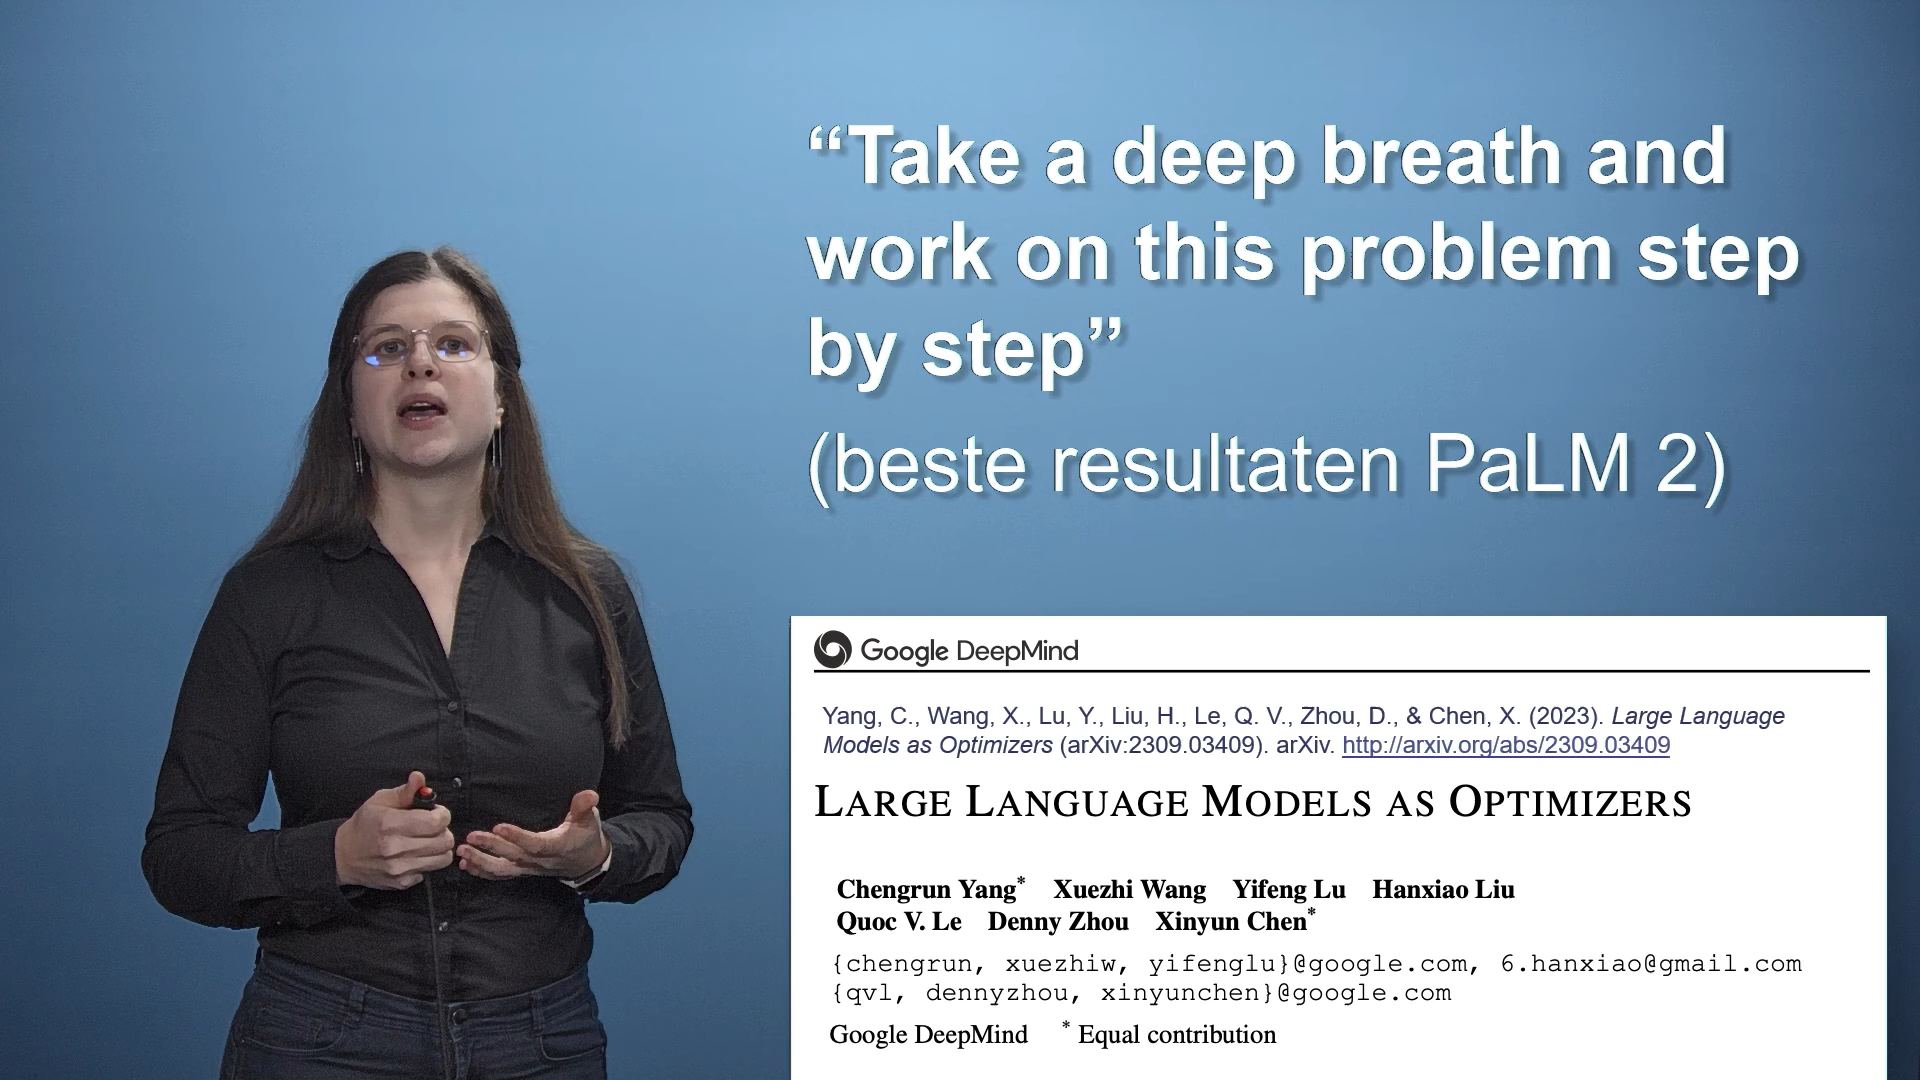 “Take a deep breath and
work on this problem step
by step”
(beste resultaten PaLM 2)
Google DeepMind
Yang, C., Wang, X., Lu, Y., Liu, H., Le, Q. V., Zhou, D., & Chen, X. (2023). Large Language
Models as Optimizers (arXiv:2309.03409). arXiv. http://arxiv.org/abs/2309.03409
LARGE LANGUAGE MODELS AS OPTIMIZERS
Chengrun Yang* Xuezhi Wang Yifeng Lu Hanxiao Liu
Quoc V. Le Denny Zhou Xinyun Chen*
{chengrun, xuezhiw, yifenglu}@google.com, 6.hanxiao@gmail.com
{qvl, dennyzhou, xinyunchen}@google.com
Google DeepMind * Equal contribution